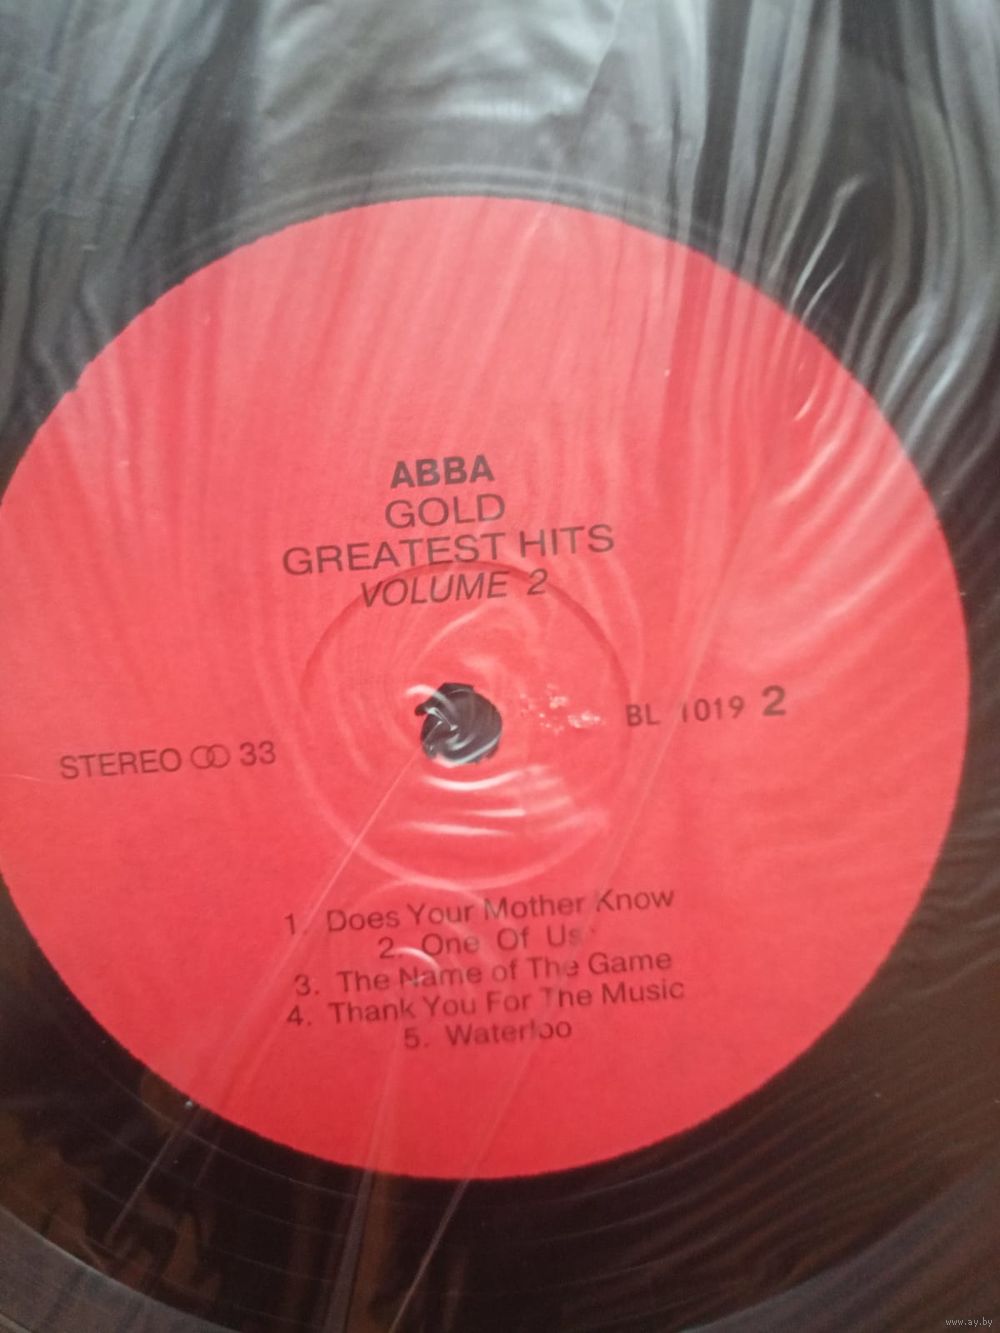 ABBA
GOLD
GREATEST HITS
VOLUME 2
STEREO 33
BL 1019 2
1. Does Your Mother Know
2. One Of Us
3. The Name of The Game
4. Thank You For The Music
5. Waterloo
www.ay.by